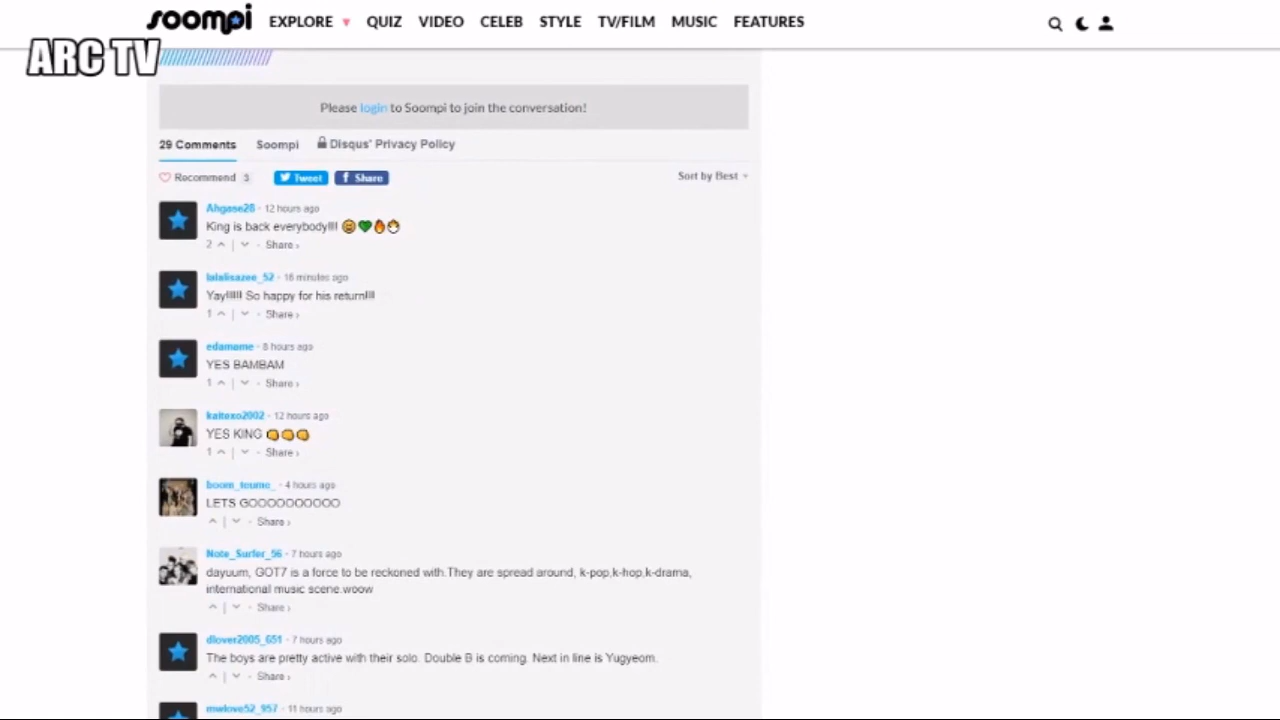 soompi EXPLORE QUIZ VIDEO CELEB STYLE TV/FILM MUSIC FEATURES
ARC TV
Please login to Soompi to join the conversation!
29 Comments Soompi Disqus' Privacy Policy
Recommend 3 Tweet Share Sort by Best
Ahgase28 · 12 hours ago
King is back everybody!!! 😄💚🔥
2 | · Share ›
lalalisazee_52 · 16 minutes ago
Yay!!!!! So happy for his return!!!
1 | · Share ›
edamame · 8 hours ago
YES BAMBAM
1 | · Share ›
kaitexo2002 · 12 hours ago
YES KING 👊👊👊
1 | · Share ›
boom_toume_ · 4 hours ago
LETS GOOOOOOOOOO
| · Share ›
Note_Surfer_56 · 7 hours ago
dayuum, GOT7 is a force to be reckoned with.They are spread around, k-pop,k-hop,k-drama,
international music scene.woow
| · Share ›
dlover2005_651 · 7 hours ago
The boys are pretty active with their solo. Double B is coming. Next in line is Yugyeom.
| · Share ›
mwlove52_957 · 11 hours ago